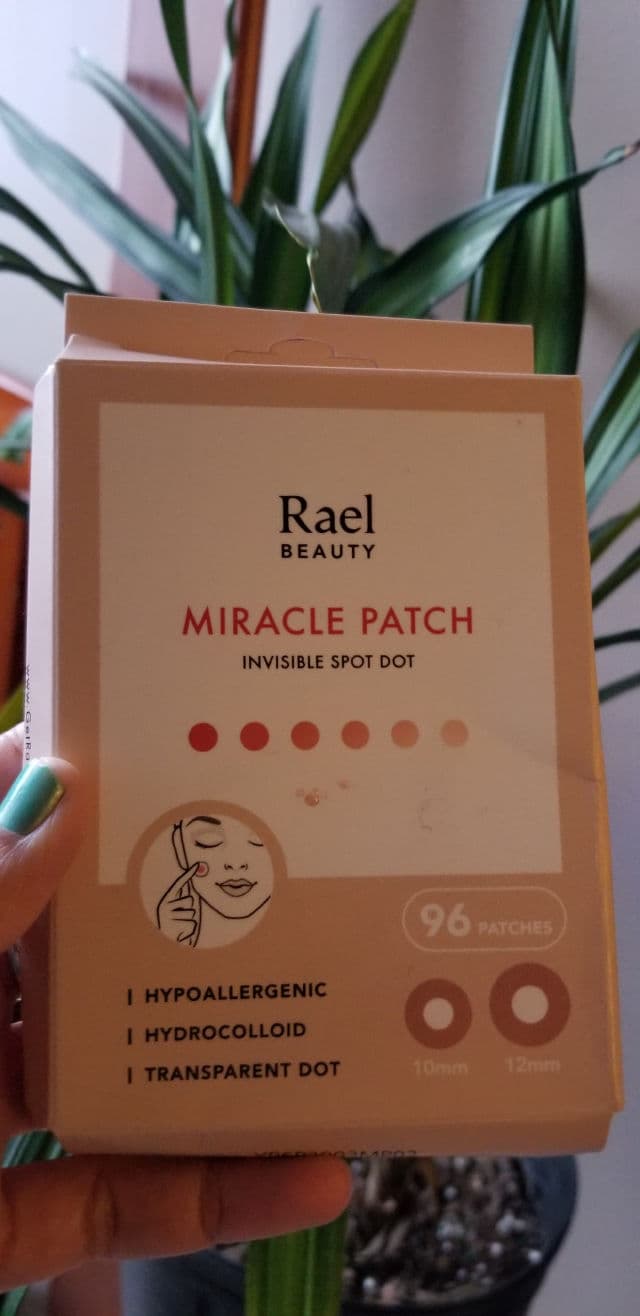 Rael
BEAUTY
MIRACLE PATCH
INVISIBLE SPOT DOT
96 PATCHES
| HYPOALLERGENIC
| HYDROCOLLOID
| TRANSPARENT DOT
10mm 12mm